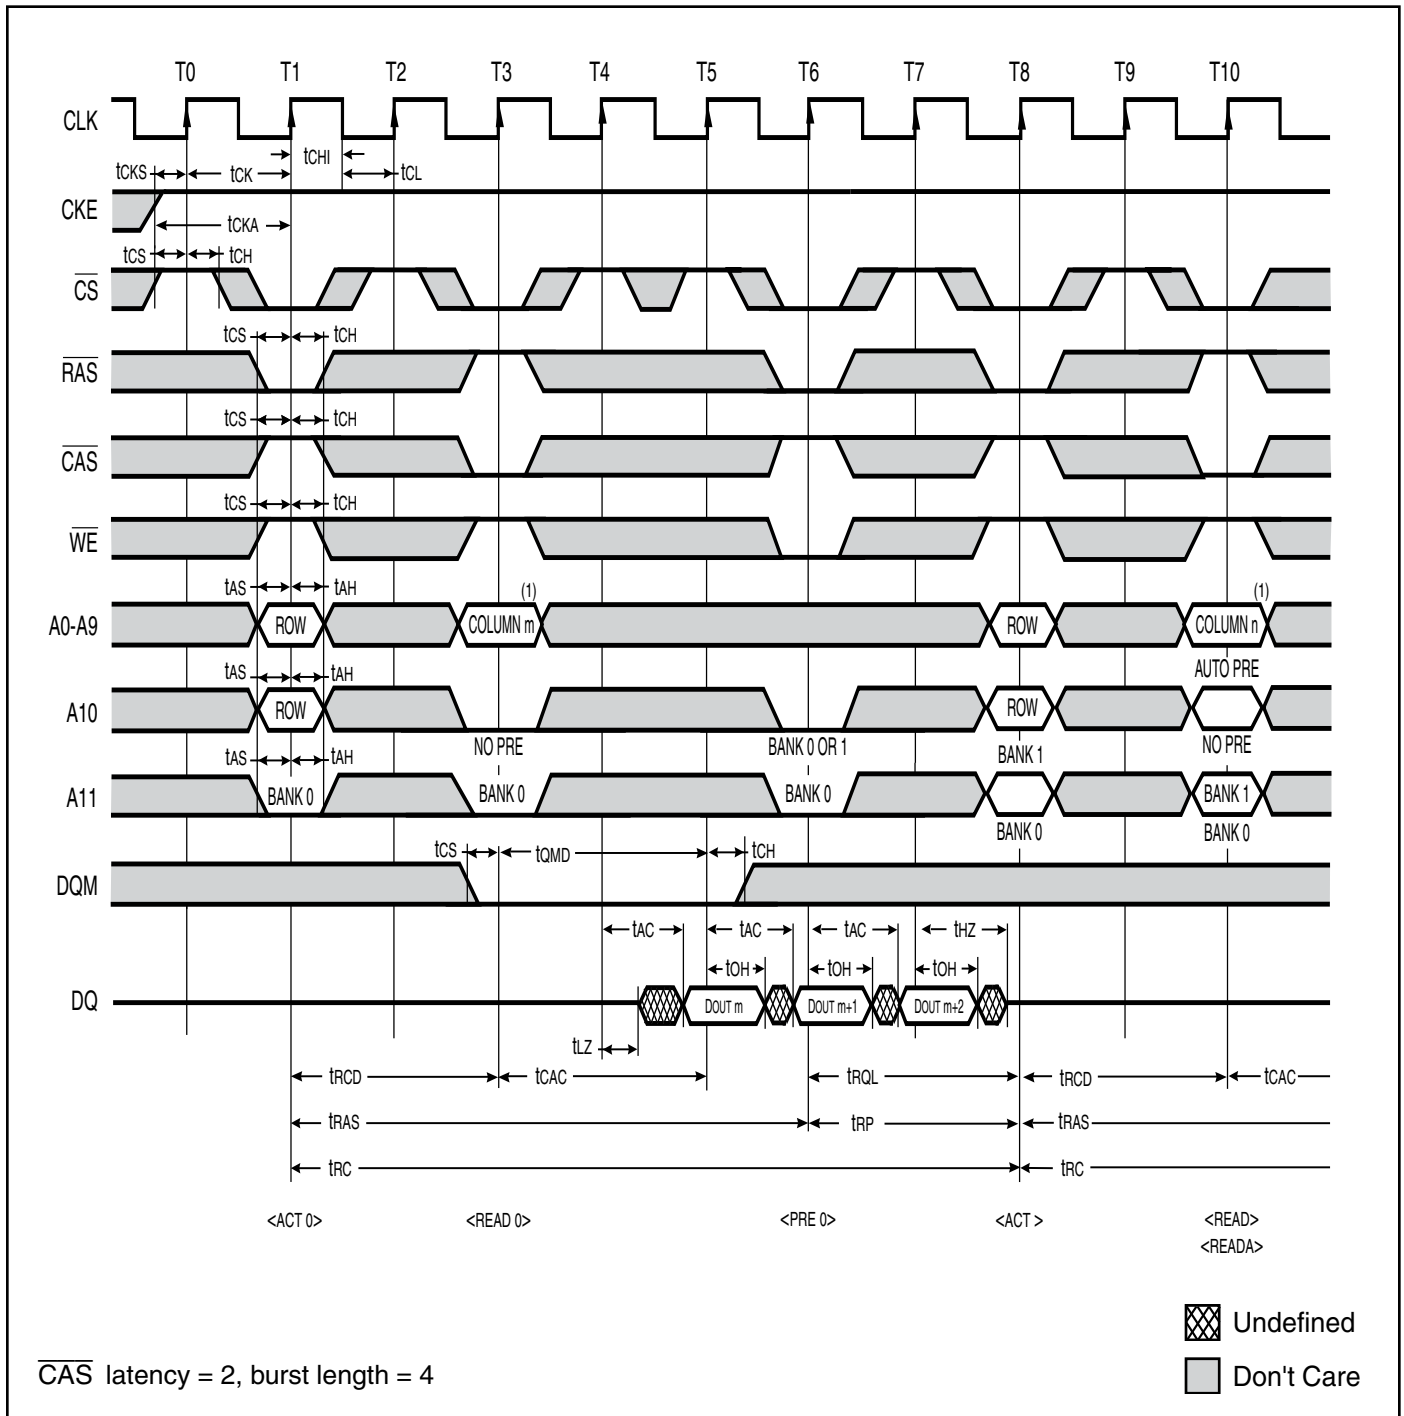 T0 T1 T2 T3 T4 T5 T6 T7 T8 T9 T10
CLK
tCHI
tCKS tCK tCL
CKE
tCKA
tCS tCH
CS
tCS tCH
RAS
tCS tCH
CAS
tCS tCH
WE
tAS tAH (1) (1)
A0-A9 ROW COLUMN m ROW COLUMN n
AUTO PRE
tAS tAH
A10 ROW ROW
NO PRE BANK 0 OR 1 BANK 1 NO PRE
tAS tAH
A11 BANK 0 BANK 0 BANK 0 BANK 1
BANK 0 BANK 0
tCS tQMD tCH
DQM
tAC tAC tAC tHZ
tOH tOH tOH
DQ DOUT m DOUT m+1 DOUT m+2
tLZ
tRCD tCAC tRQL tRCD tCAC
tRAS tRP tRAS
tRC tRC
<ACT 0> <READ 0> <PRE 0> <ACT > <READ>
<READA>
Undefined
CAS latency = 2, burst length = 4 Don't Care